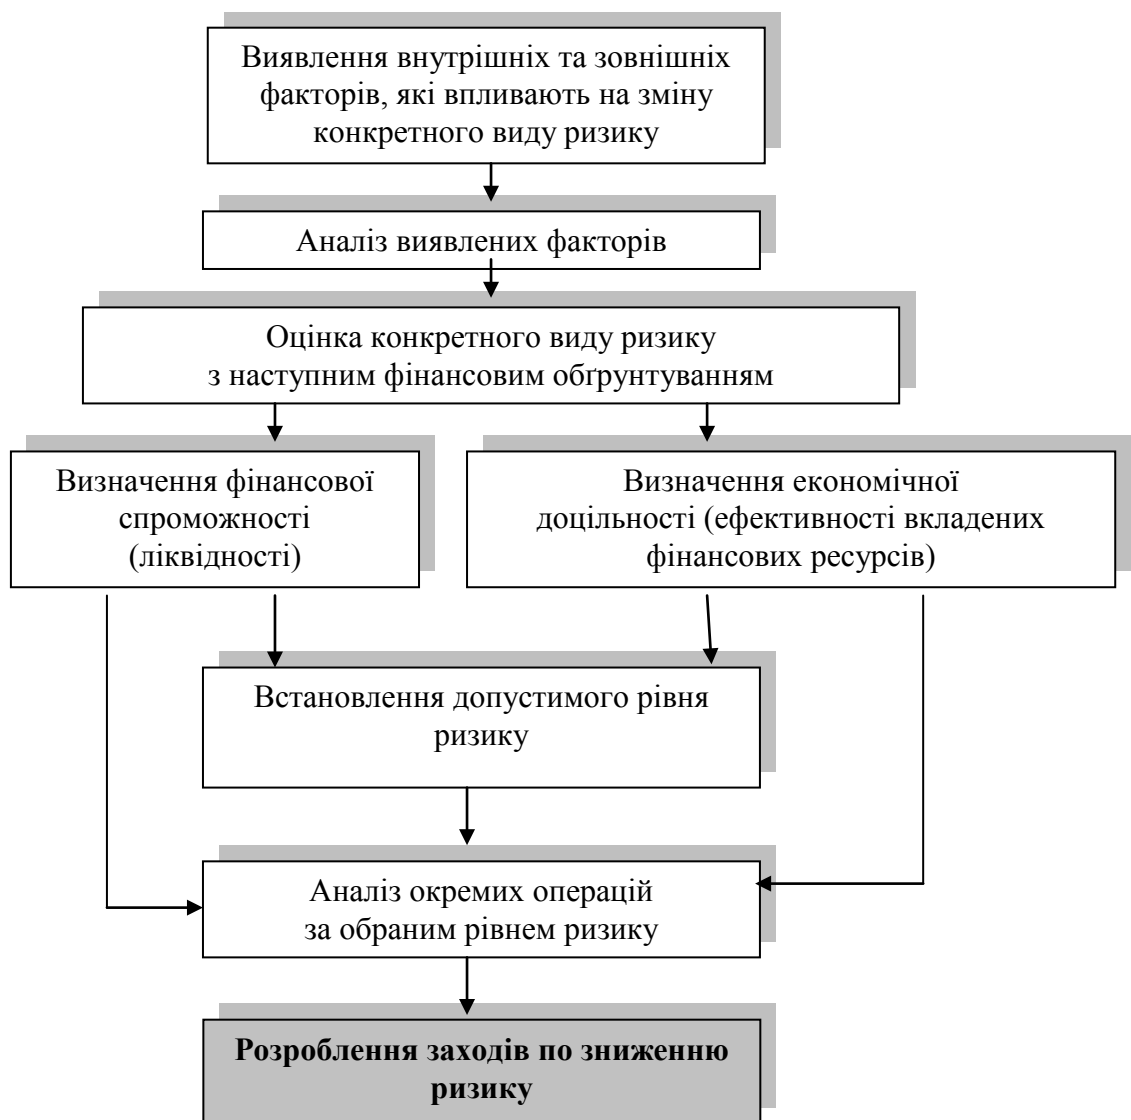 Виявлення внутрішніх та зовнішніх
факторів, які впливають на зміну
конкретного виду ризику
Аналіз виявлених факторів
Оцінка конкретного виду ризику
з наступним фінансовим обґрунтуванням
Визначення фінансової
спроможності
(ліквідності)
Визначення економічної
доцільності (ефективності вкладених
фінансових ресурсів)
Встановлення допустимого рівня
ризику
Аналіз окремих операцій
за обраним рівнем ризику
Розроблення заходів по зниженню
ризику